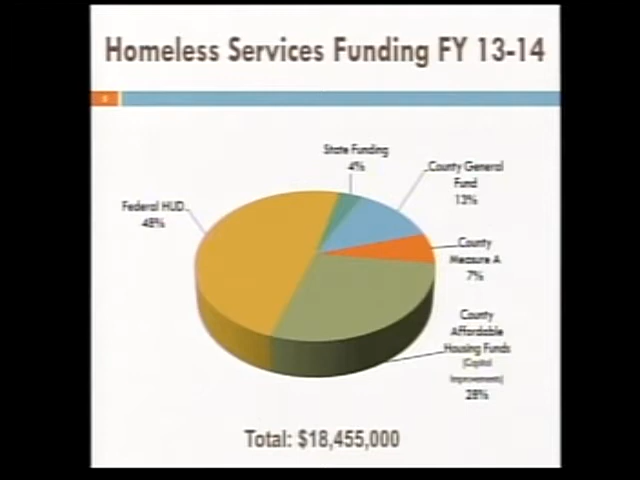 Homeless Services Funding FY 13-14
State Funding
4%
County General
Fund
13%
Federal HUD
48%
County
Measure A
7%
County
Affordable
Housing Funds
(Capital
Improvements)
28%
Total: $18,455,000